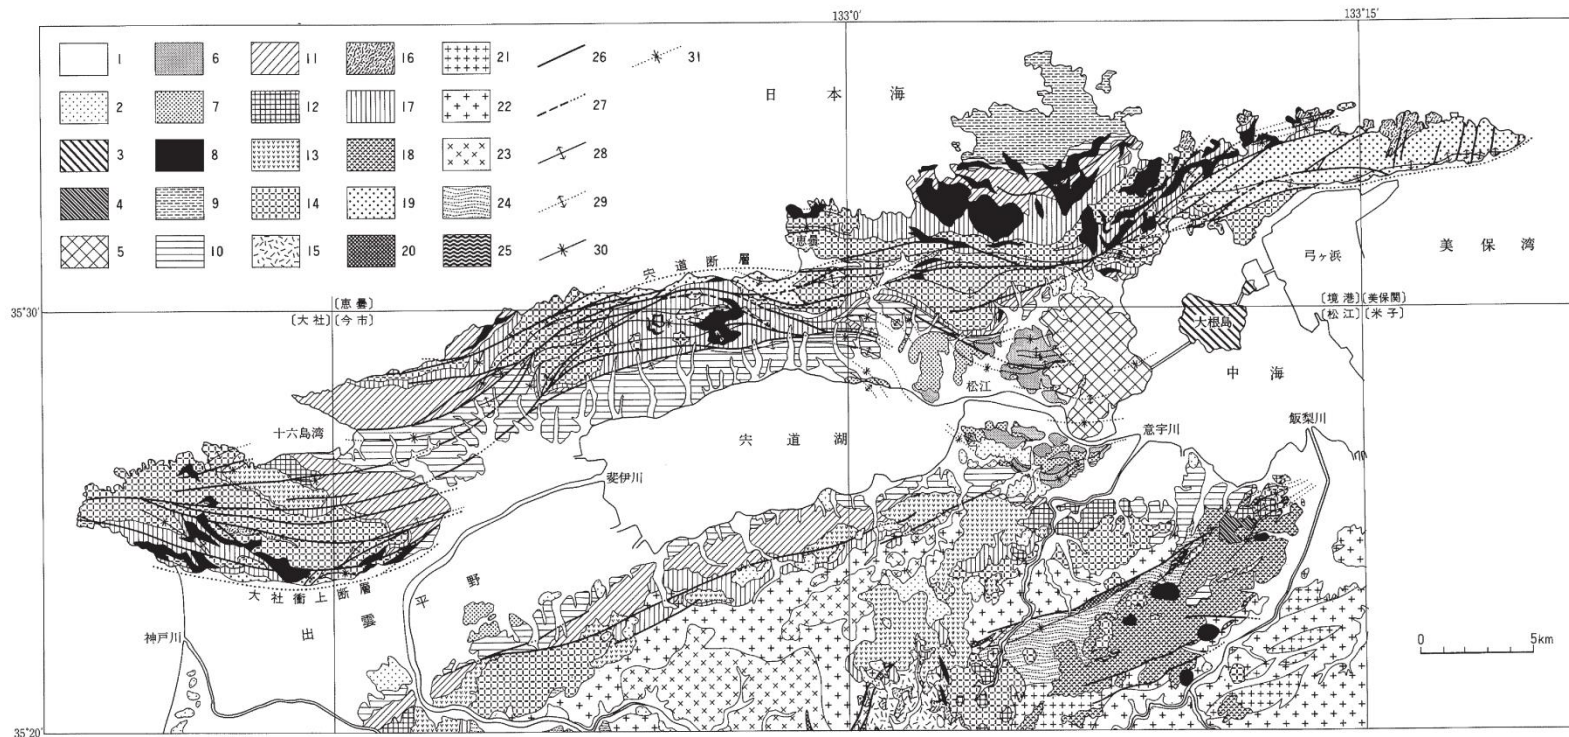 133°0′
133°15′
1 6 11 16 21 26 31
2 7 12 17 22 27
3 8 13 18 23 28
4 9 14 19 24 29
5 10 15 20 25 30
日本海
恵曇
美保湾
弓ヶ浜
宍道断層
35°30′
〔恵曇〕
〔大社〕〔今市〕
〔境港〕〔美保関〕
〔松江〕〔米子〕
大根島
中海
松江
飯梨川
意宇川
十六島湾
宍道湖
斐伊川
大社衝上断層
出雲平野
神戸川
0 5km
35°20′